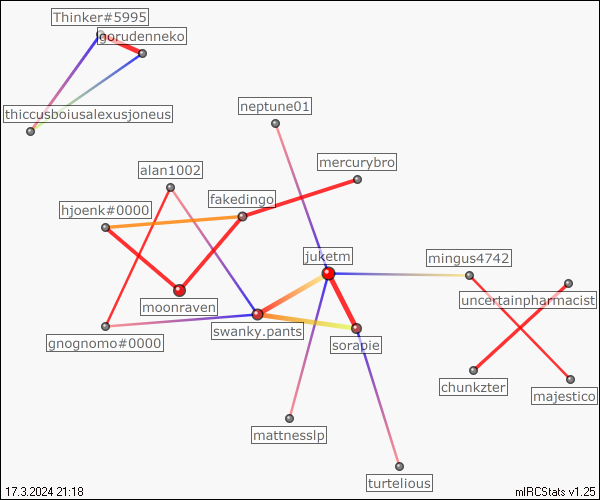 Thinker#5995
gorudenneko
thiccusboiusalexusjoneus
neptune01
mercurybro
alan1002
fakedingo
hjoenk#0000
juketm
mingus4742
uncertainpharmacist
moonraven
swanky.pants
gnognomo#0000
sorapie
chunkzter
majestico
mattnesslp
turtelious
17.3.2024 21:18
mIRCStats v1.25